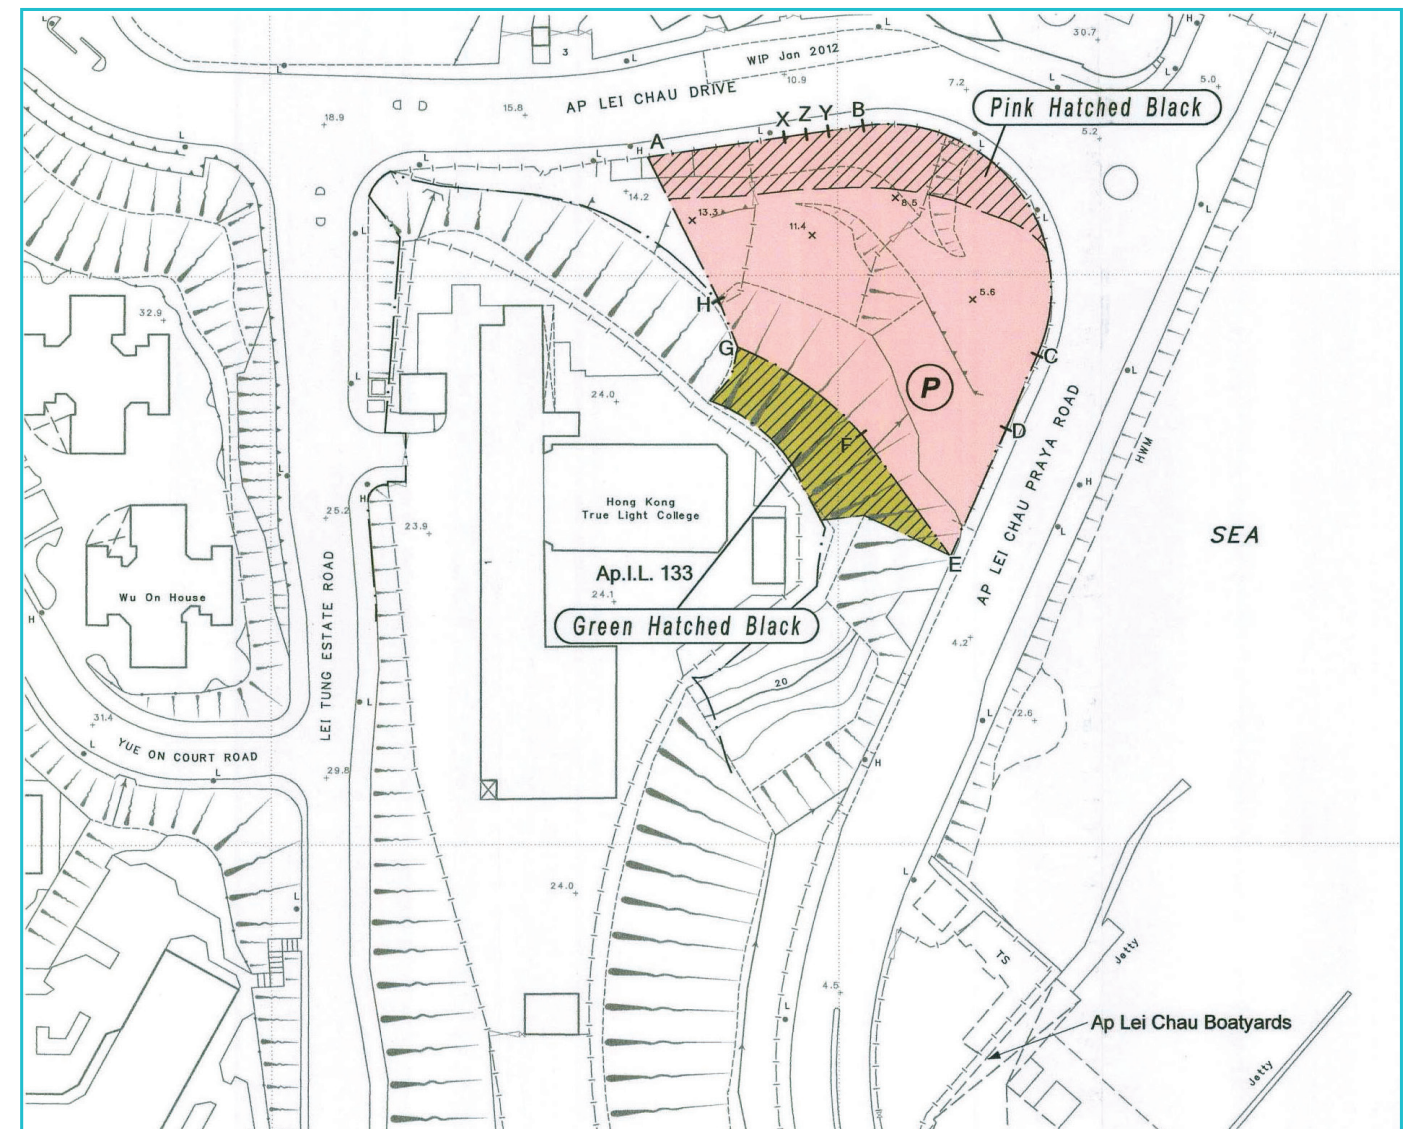 L
H
3
WIP Jan 2012
30.7
L
L
L
L
L
10.9
7.2
5.0
AP LEI CHAU DRIVE
15.8
Pink Hatched Black
18.9
X Z Y B
5.2
L
A
L
L
L
H
L
L
14.2
13.3
8.5
L
L
L
11.4
5.6
H
32.9
G
C
L
L
24.0
P
AP LEI CHAU PRAYA ROAD
F
D
HWM
L
H
H
25.2
Hong Kong
True Light College
23.9
L
SEA
LEI TUNG ESTATE ROAD
1
Ap.I.L. 133
24.1
E
Wu On House
H
Green Hatched Black
4.2
20
L
31.4
2.6
L
L
YUE ON COURT ROAD
L
29.8
H
L
24.0
L
Jetty
TS
4.5
L
Ap Lei Chau Boatyards
Jetty